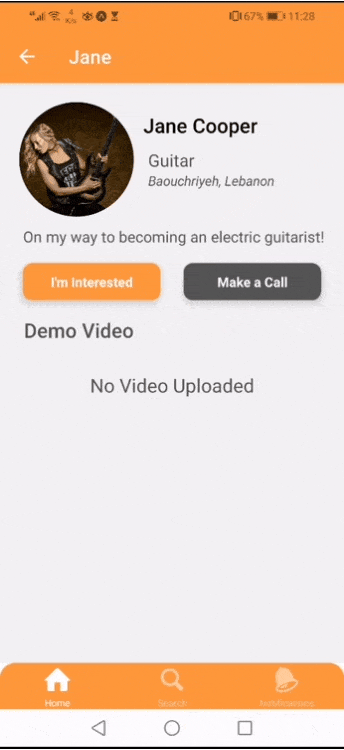 4G 4 K/s 67% 11:28
Jane
Jane Cooper
Guitar
Baouchriyeh, Lebanon
On my way to becoming an electric guitarist!
I'm Interested Make a Call
Demo Video
No Video Uploaded
Home Search Notifications